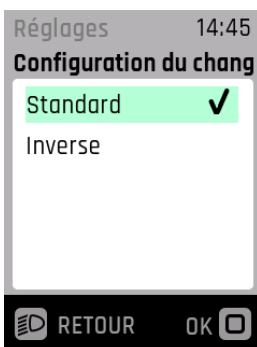 Réglages 14:45
Configuration du chang
Standard
Inverse
RETOUR OK